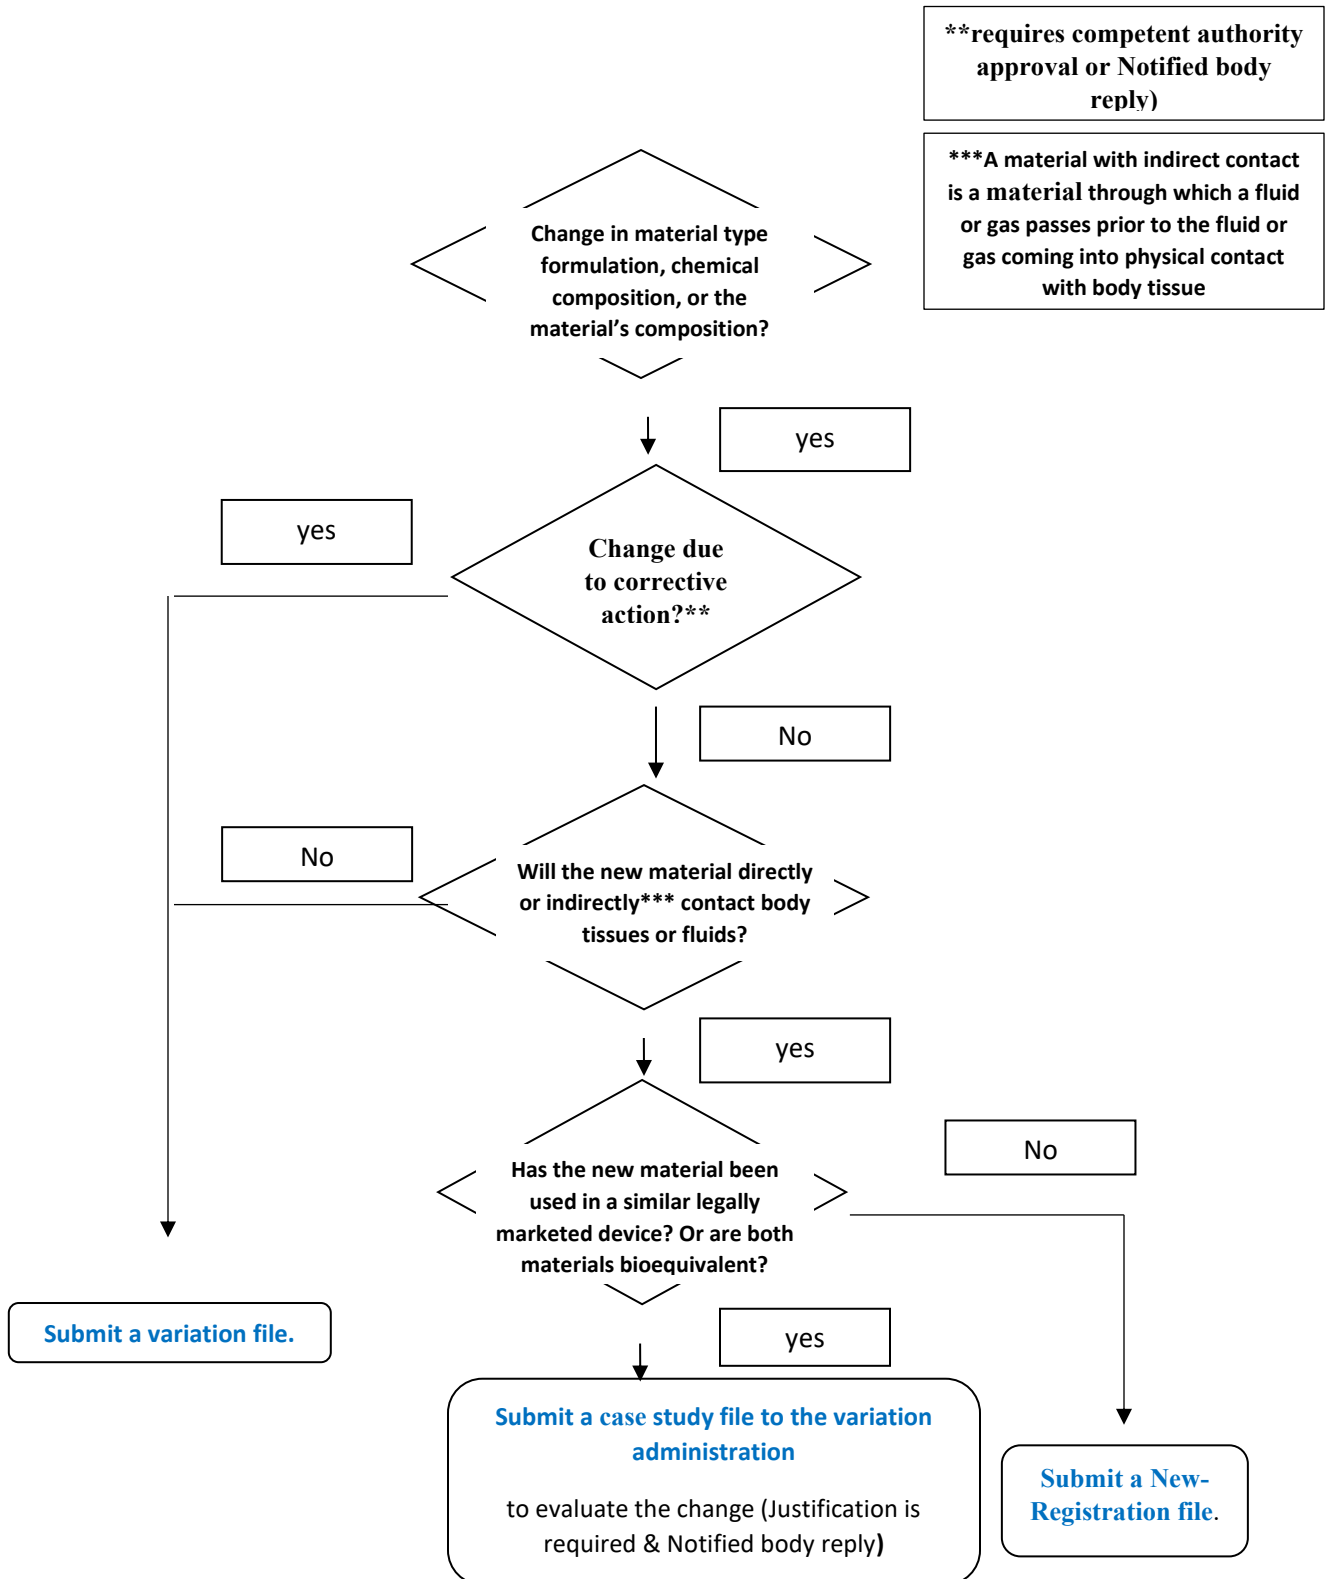 **requires competent authority
approval or Notified body
reply)
***A material with indirect contact
is a material through which a fluid
or gas passes prior to the fluid or
gas coming into physical contact
with body tissue
Change in material type
formulation, chemical
composition, or the
material’s composition?
yes
yes
Change due
to corrective
action?**
No
No
Will the new material directly
or indirectly*** contact body
tissues or fluids?
yes
No
Has the new material been
used in a similar legally
marketed device? Or are both
materials bioequivalent?
Submit a variation file.
yes
Submit a case study file to the variation
administration
to evaluate the change (Justification is
required & Notified body reply)
Submit a New-
Registration file.